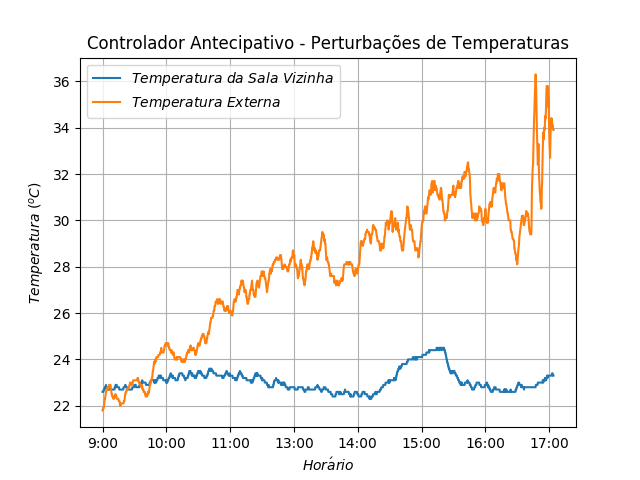 Controlador Antecipativo - Perturbações de Temperaturas
Temperatura da Sala Vizinha
Temperatura Externa
Temperatura (ºC)
36
34
32
30
28
26
24
22
9:00 10:00 11:00 13:00 14:00 15:00 16:00 17:00
Horário